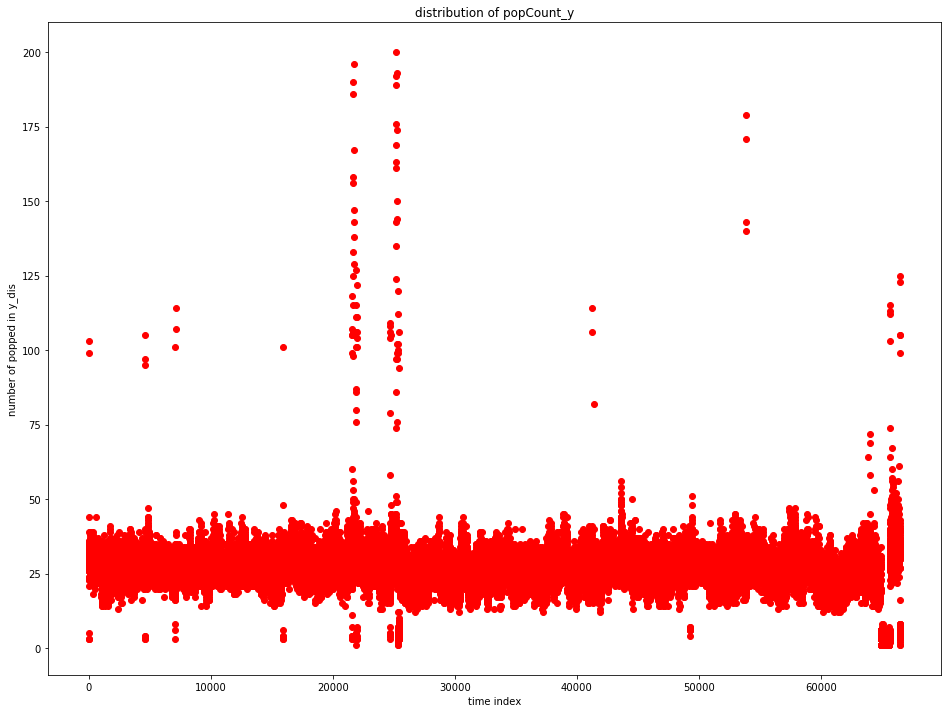 distribution of popCount_y
number of popped in y_dis
200
175
150
125
100
75
50
25
0
0 10000 20000 30000 40000 50000 60000
time index